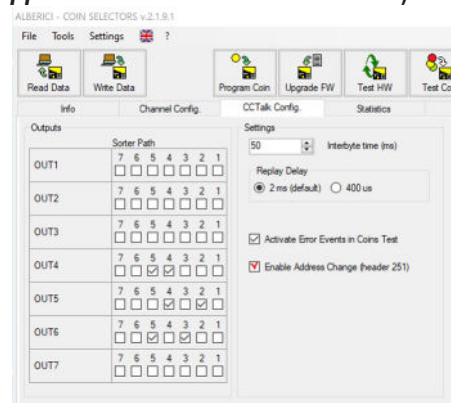 ALBERICI - COIN SELECTORS v.2.1.9.1
File Tools Settings ?
Read Data Write Data Program Coin Upgrade FW Test HW Test Co
Info Channel Config. CCTalk Config. Statistics
Outputs
Sorter Path
OUT1 7 6 5 4 3 2 1
OUT2 7 6 5 4 3 2 1
OUT3 7 6 5 4 3 2 1
OUT4 7 6 5 4 3 2 1
OUT5 7 6 5 4 3 2 1
OUT6 7 6 5 4 3 2 1
OUT7 7 6 5 4 3 2 1
Settings
50 Interbyte time (ms)
Replay Delay
2 ms (default) 400 us
Activate Error Events in Coins Test
Enable Address Change (header 251)